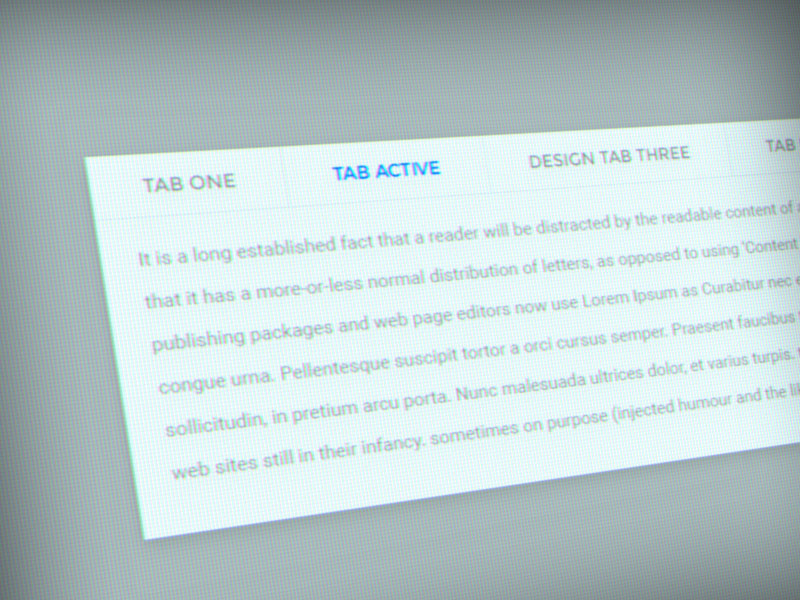 TAB ONE TAB ACTIVE DESIGN TAB THREE TAB
It is a long established fact that a reader will be distracted by the readable content of
that it has a more-or-less normal distribution of letters, as opposed to using 'Content
publishing packages and web page editors now use Lorem Ipsum as Curabitur nec
congue urna. Pellentesque suscipit tortor a orci cursus semper. Praesent faucibus
sollicitudin, in pretium arcu porta. Nunc malesuada ultrices dolor, et varius turpis.
web sites still in their infancy. sometimes on purpose (injected humour and the